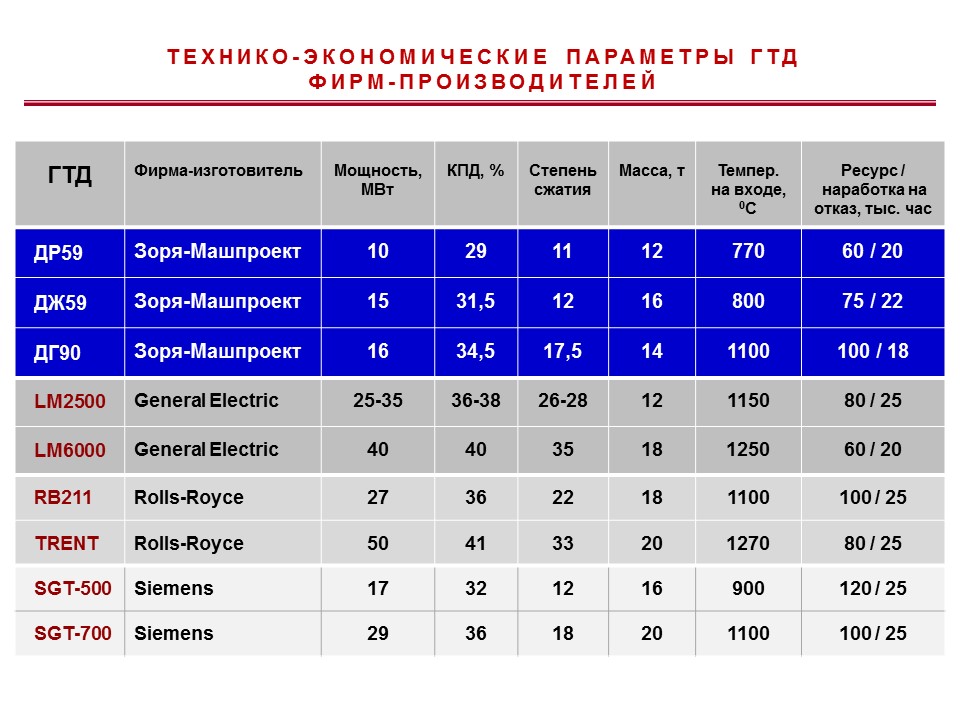 ТЕХНИКО-ЭКОНОМИЧЕСКИЕ ПАРАМЕТРЫ ГТД
ФИРМ-ПРОИЗВОДИТЕЛЕЙ
ГТД Фирма-изготовитель Мощность, МВт КПД, % Степень сжатия Масса, т Темпер. на входе, ⁰С Ресурс / наработка на отказ, тыс. час
ДР59 Зоря-Машпроект 10 29 11 12 770 60 / 20
ДЖ59 Зоря-Машпроект 15 31,5 12 16 800 75 / 22
ДГ90 Зоря-Машпроект 16 34,5 17,5 14 1100 100 / 18
LM2500 General Electric 25-35 36-38 26-28 12 1150 80 / 25
LM6000 General Electric 40 40 35 18 1250 60 / 20
RB211 Rolls-Royce 27 36 22 18 1100 100 / 25
TRENT Rolls-Royce 50 41 33 20 1270 80 / 25
SGT-500 Siemens 17 32 12 16 900 120 / 25
SGT-700 Siemens 29 36 18 20 1100 100 / 25